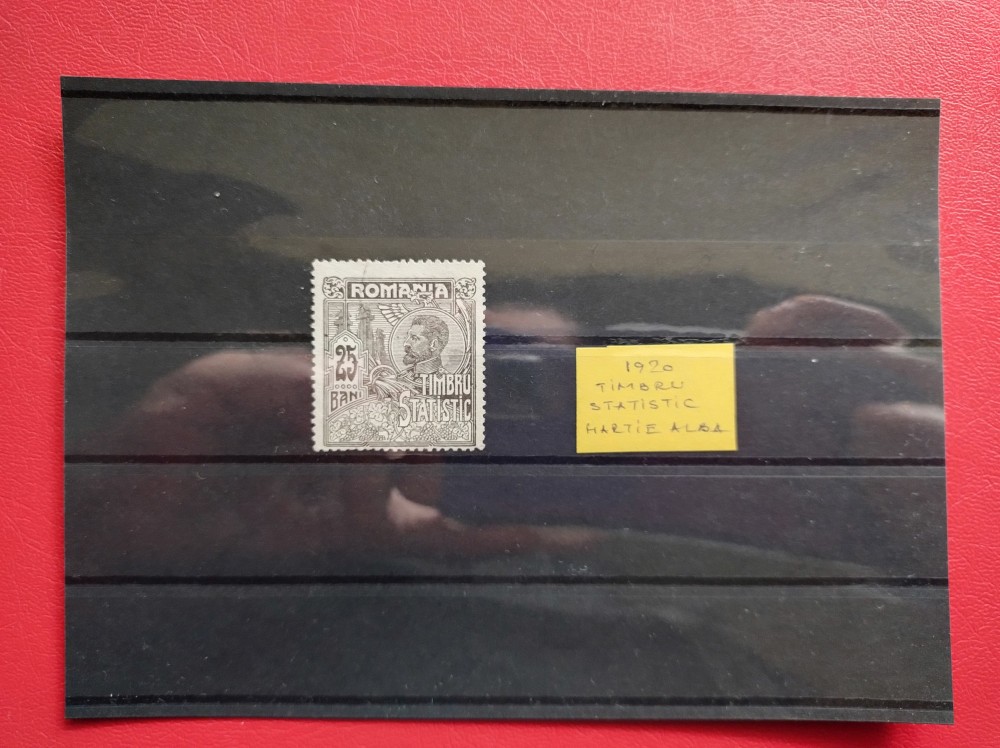 ROMANIA
25
BANI
TIMBRU
STATISTIC
1920
TIMBRU
STATISTIC
HARTIE ALBA